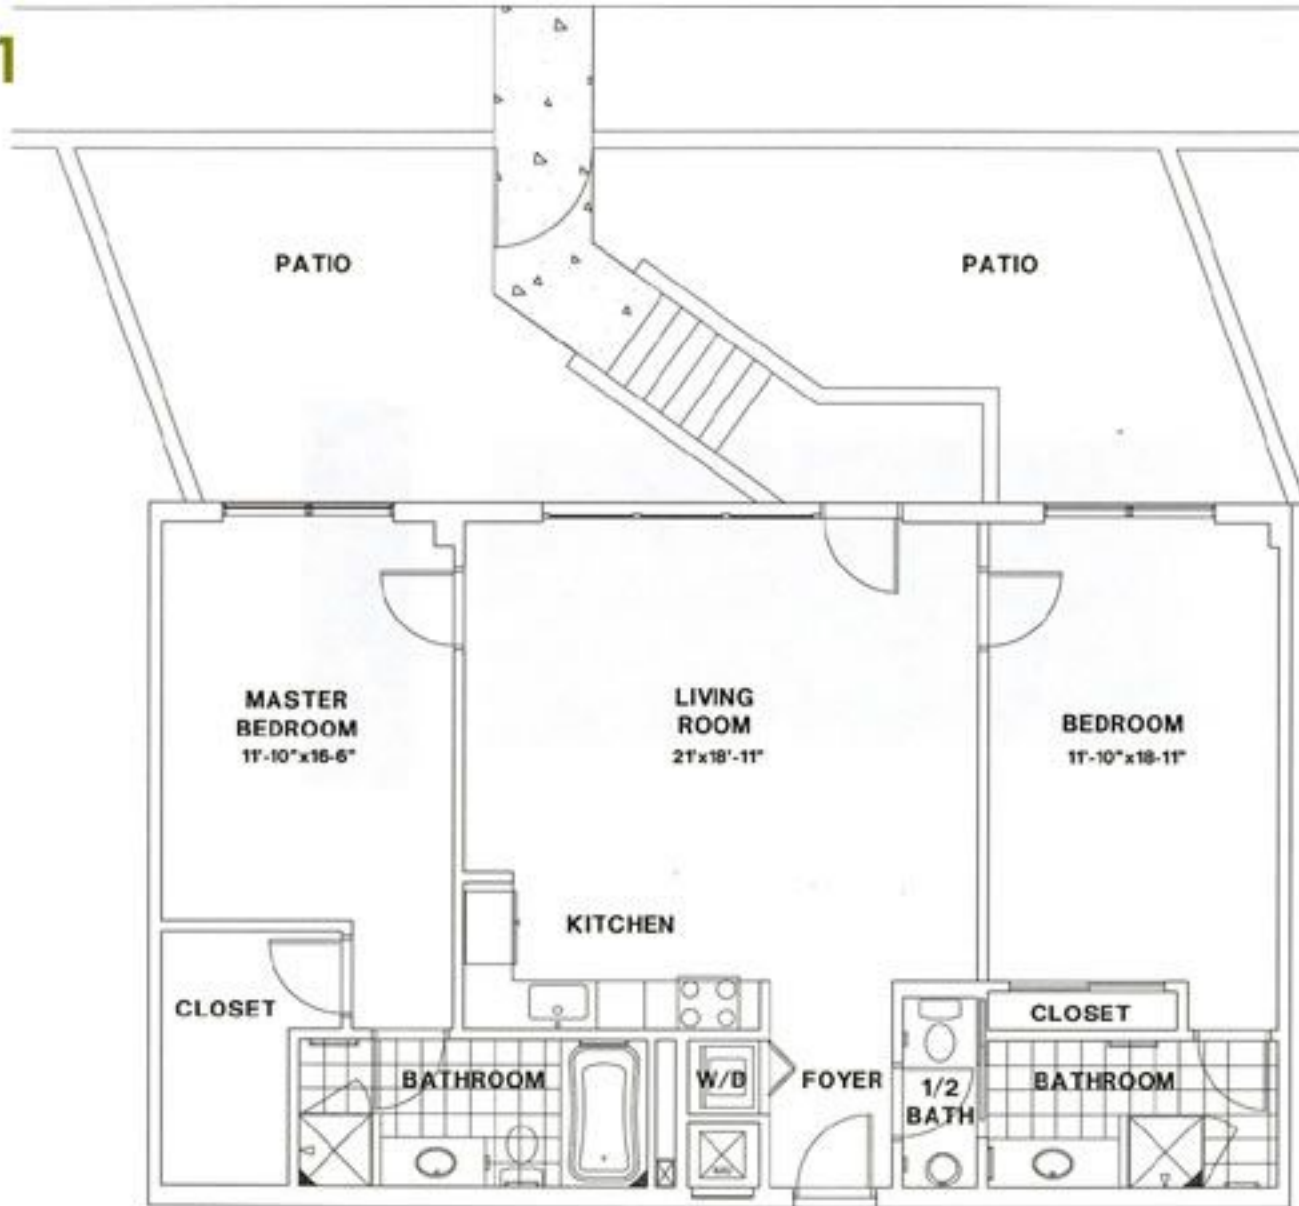 1
PATIO
PATIO
MASTER
BEDROOM
11'-10"x16-6"
LIVING
ROOM
21'x18'-11"
BEDROOM
11'-10"x18-11"
KITCHEN
CLOSET
CLOSET
BATHROOM
W/D
FOYER
1/2
BATH
BATHROOM